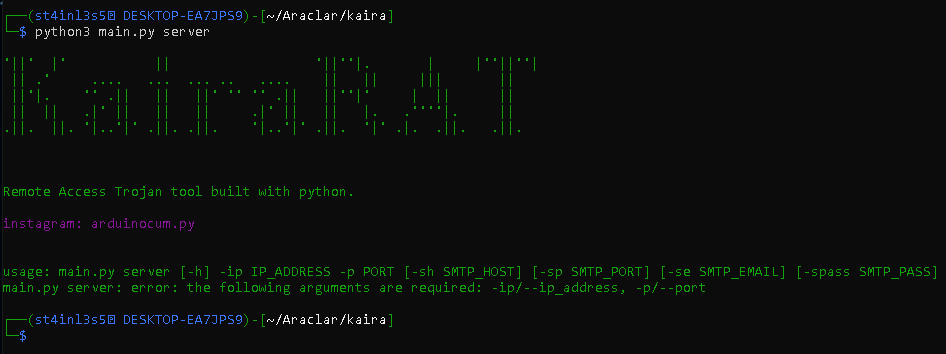 ┌──(st4inl3s5㉿ DESKTOP-EA7JPS9)-[~/Araclar/kaira]
└─$ python3 main.py server
KairaRAT
Remote Access Trojan tool built with python.
instagram: arduinocum.py
usage: main.py server [-h] -ip IP_ADDRESS -p PORT [-sh SMTP_HOST] [-sp SMTP_PORT] [-se SMTP_EMAIL] [-spass SMTP_PASS]
main.py server: error: the following arguments are required: -ip/--ip_address, -p/--port
┌──(st4inl3s5㉿ DESKTOP-EA7JPS9)-[~/Araclar/kaira]
└─$